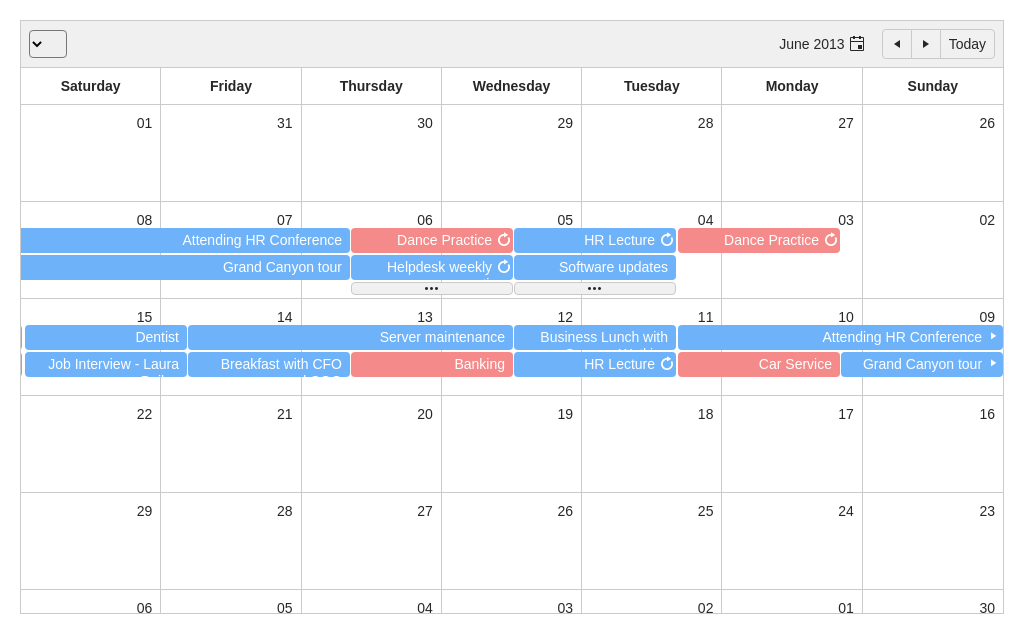 June 2013
Today
Saturday Friday Thursday Wednesday Tuesday Monday Sunday
01 31 30 29 28 27 26
08 07 06 05 04 03 02
Attending HR Conference Dance Practice HR Lecture Dance Practice
Grand Canyon tour Helpdesk weekly Software updates
15 14 13 12 11 10 09
Dentist Server maintenance Business Lunch with Attending HR Conference
Job Interview - Laura Breakfast with CFO Banking HR Lecture Car Service Grand Canyon tour
22 21 20 19 18 17 16
29 28 27 26 25 24 23
06 05 04 03 02 01 30